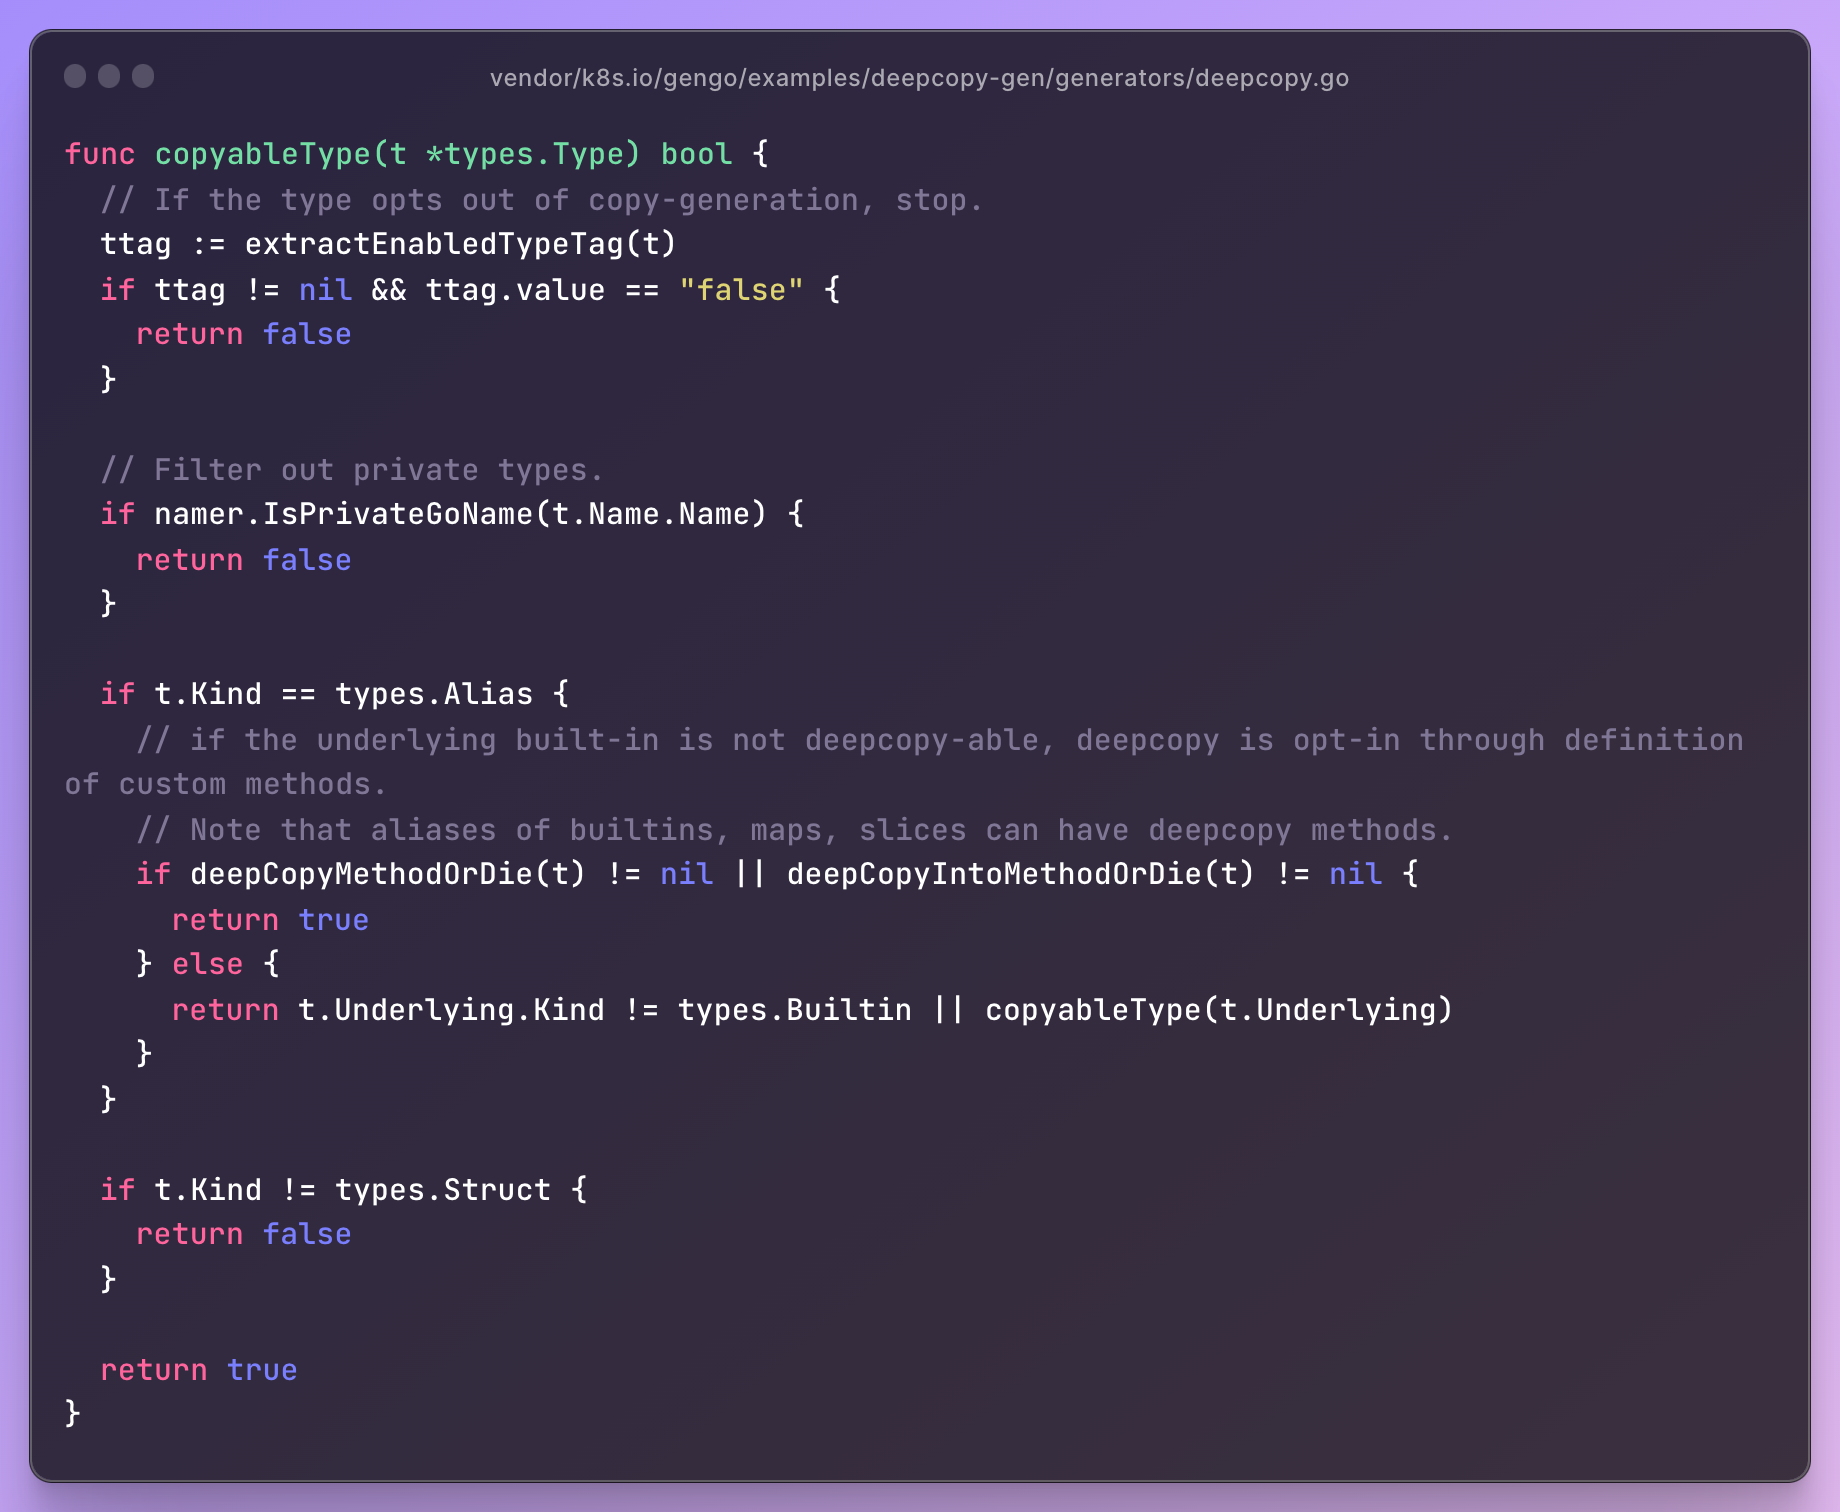 vendor/k8s.io/gengo/examples/deepcopy-gen/generators/deepcopy.go
func copyableType(t *types.Type) bool {
  // If the type opts out of copy-generation, stop.
  ttag := extractEnabledTypeTag(t)
  if ttag != nil && ttag.value == "false" {
    return false
  }

  // Filter out private types.
  if namer.IsPrivateGoName(t.Name.Name) {
    return false
  }

  if t.Kind == types.Alias {
    // if the underlying built-in is not deepcopy-able, deepcopy is opt-in through definition
of custom methods.
    // Note that aliases of builtins, maps, slices can have deepcopy methods.
    if deepCopyMethodOrDie(t) != nil || deepCopyIntoMethodOrDie(t) != nil {
      return true
    } else {
      return t.Underlying.Kind != types.Builtin || copyableType(t.Underlying)
    }
  }

  if t.Kind != types.Struct {
    return false
  }

  return true
}